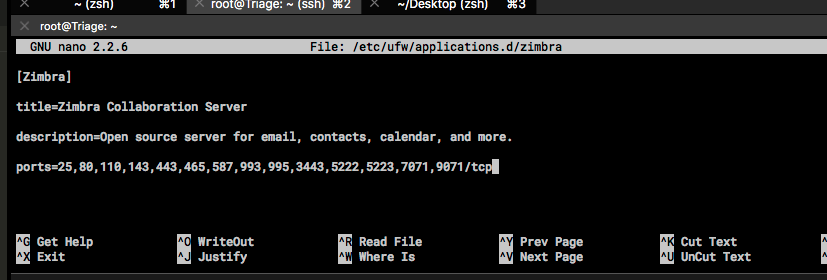 ~ (zsh) ⌘1 × root@Triage: ~ (ssh) ⌘2 × ~/Desktop (zsh) ⌘3
× root@Triage: ~
GNU nano 2.2.6 File: /etc/ufw/applications.d/zimbra
[Zimbra]
title=Zimbra Collaboration Server
description=Open source server for email, contacts, calendar, and more.
ports=25,80,110,143,443,465,587,993,995,3443,5222,5223,7071,9071/tcp
^G Get Help ^O WriteOut ^R Read File ^Y Prev Page ^K Cut Text
^X Exit ^J Justify ^W Where Is ^V Next Page ^U UnCut Text